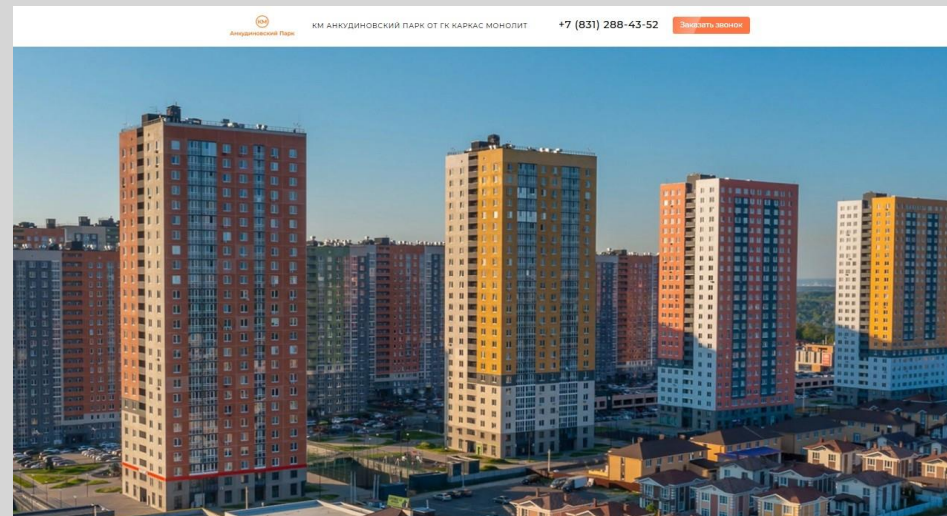 КМ
Анкудиновский Парк
КМ АНКУДИНОВСКИЙ ПАРК ОТ ГК КАРКАС МОНОЛИТ
+7 (831) 288-43-52
Заказать звонок